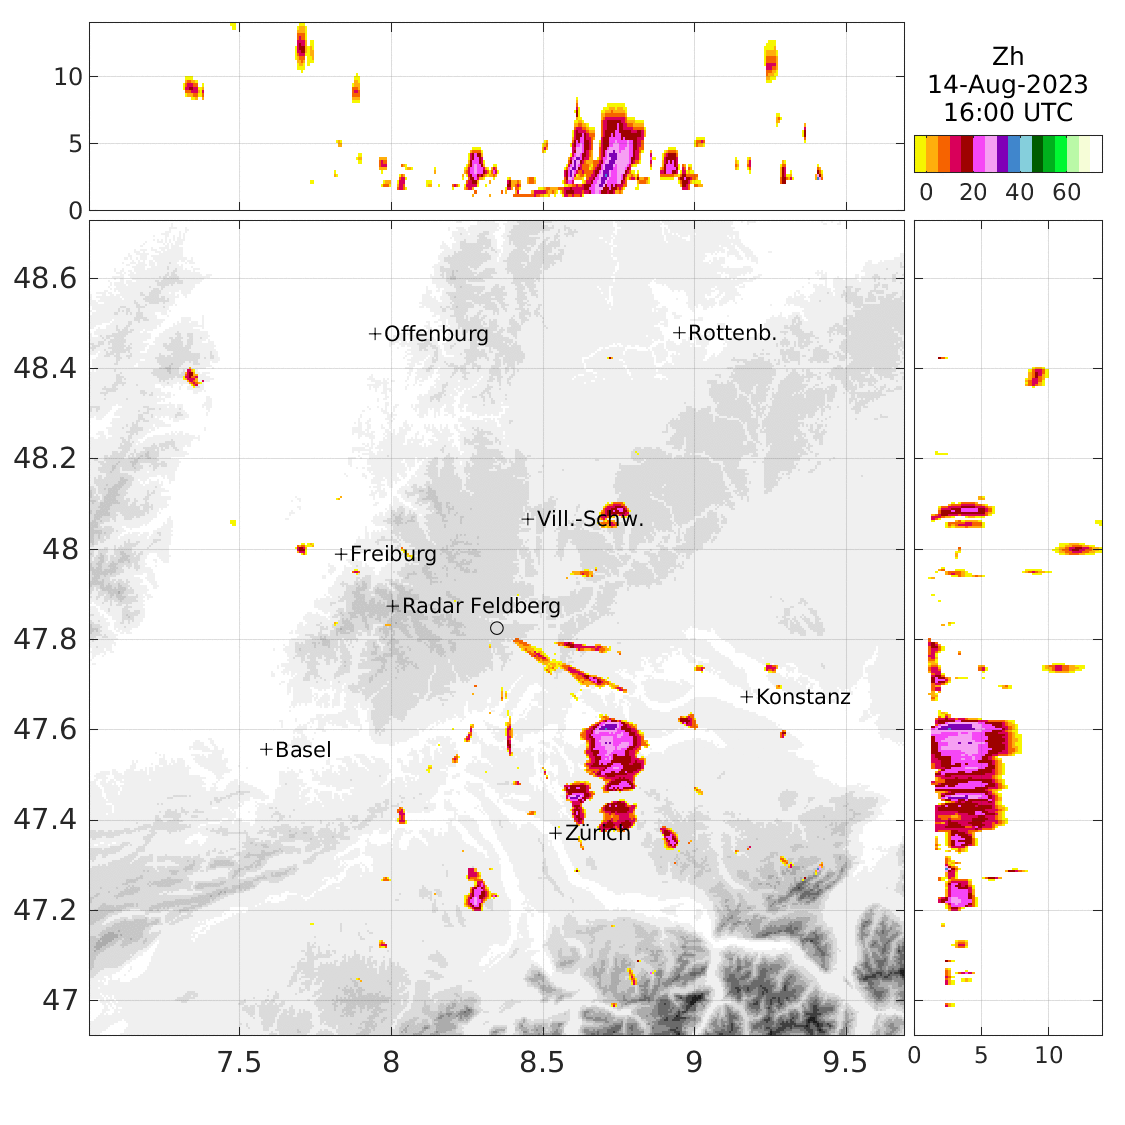 10
5
0
Zh
14-Aug-2023
16:00 UTC
0 20 40 60
48.6
48.4
48.2
48
47.8
47.6
47.4
47.2
47
Offenburg
Rottenb.
Vill.-Schw.
Freiburg
Radar Feldberg
Konstanz
Basel
Zürich
7.5 8 8.5 9 9.5
0 5 10